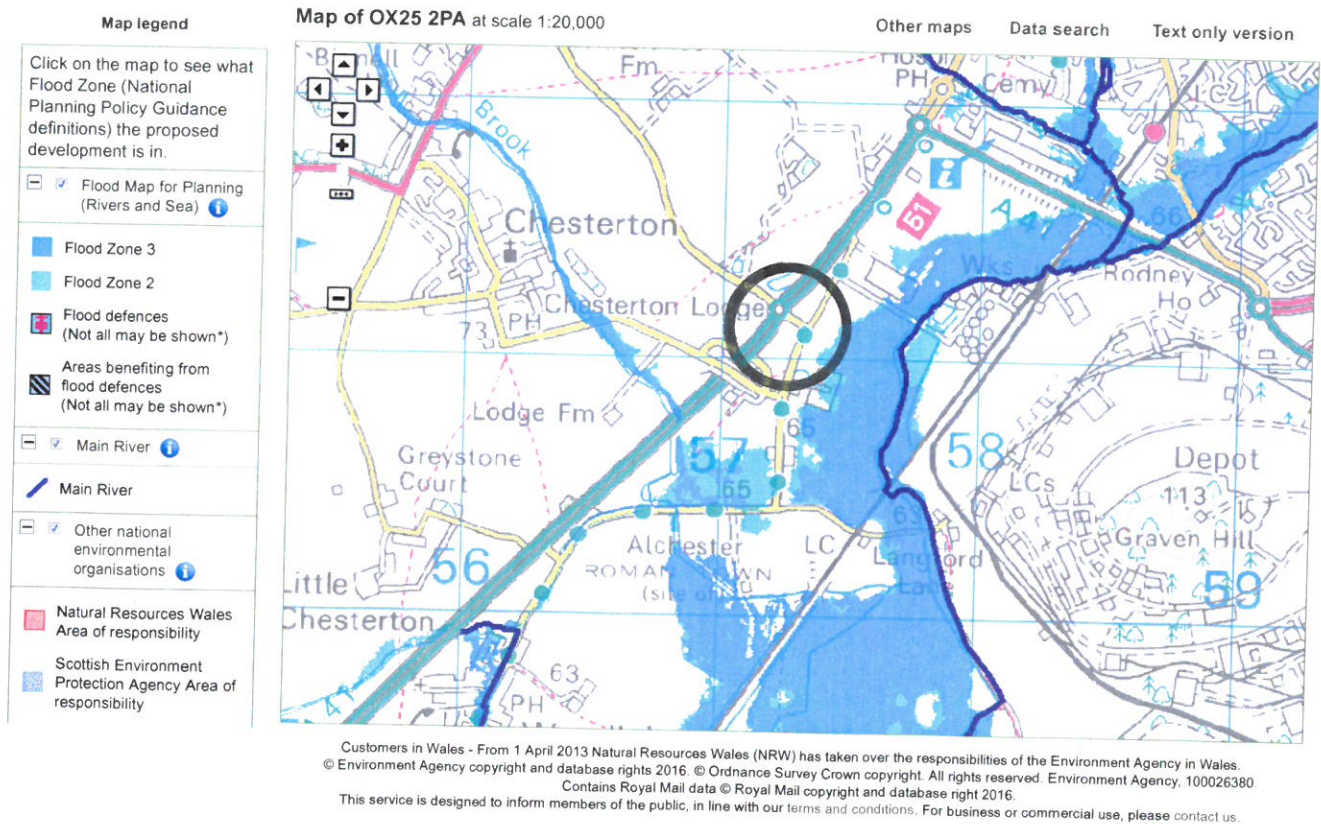 Map legend
Click on the map to see what
Flood Zone (National
Planning Policy Guidance
definitions) the proposed
development is in.
Flood Map for Planning
(Rivers and Sea)
Flood Zone 3
Flood Zone 2
Flood defences
(Not all may be shown*)
Areas benefiting from
flood defences
(Not all may be shown*)
Main River
Main River
Other national
environmental
organisations
Natural Resources Wales
Area of responsibility
Scottish Environment
Protection Agency Area of
responsibility
Map of OX25 2PA at scale 1:20,000
Other maps Data search Text only version
Fm
PH
Cemy
LC
Brook
Chesterton
51
A 41
66
Wks
Rodney
Ho
Chesterton Lodge
73
PH
Lodge Fm
65
57
58
Depot
Greystone
Court
65
LCs
113
63
Graven Hill
56
Alchester
LC
Langford
Lane
59
ROMAN TOWN
(site of)
Little
Chesterton
63
41
PH
Customers in Wales - From 1 April 2013 Natural Resources Wales (NRW) has taken over the responsibilities of the Environment Agency in Wales.
© Environment Agency copyright and database rights 2016. © Ordnance Survey Crown copyright. All rights reserved. Environment Agency, 100026380.
Contains Royal Mail data © Royal Mail copyright and database right 2016.
This service is designed to inform members of the public, in line with our terms and conditions. For business or commercial use, please contact us.